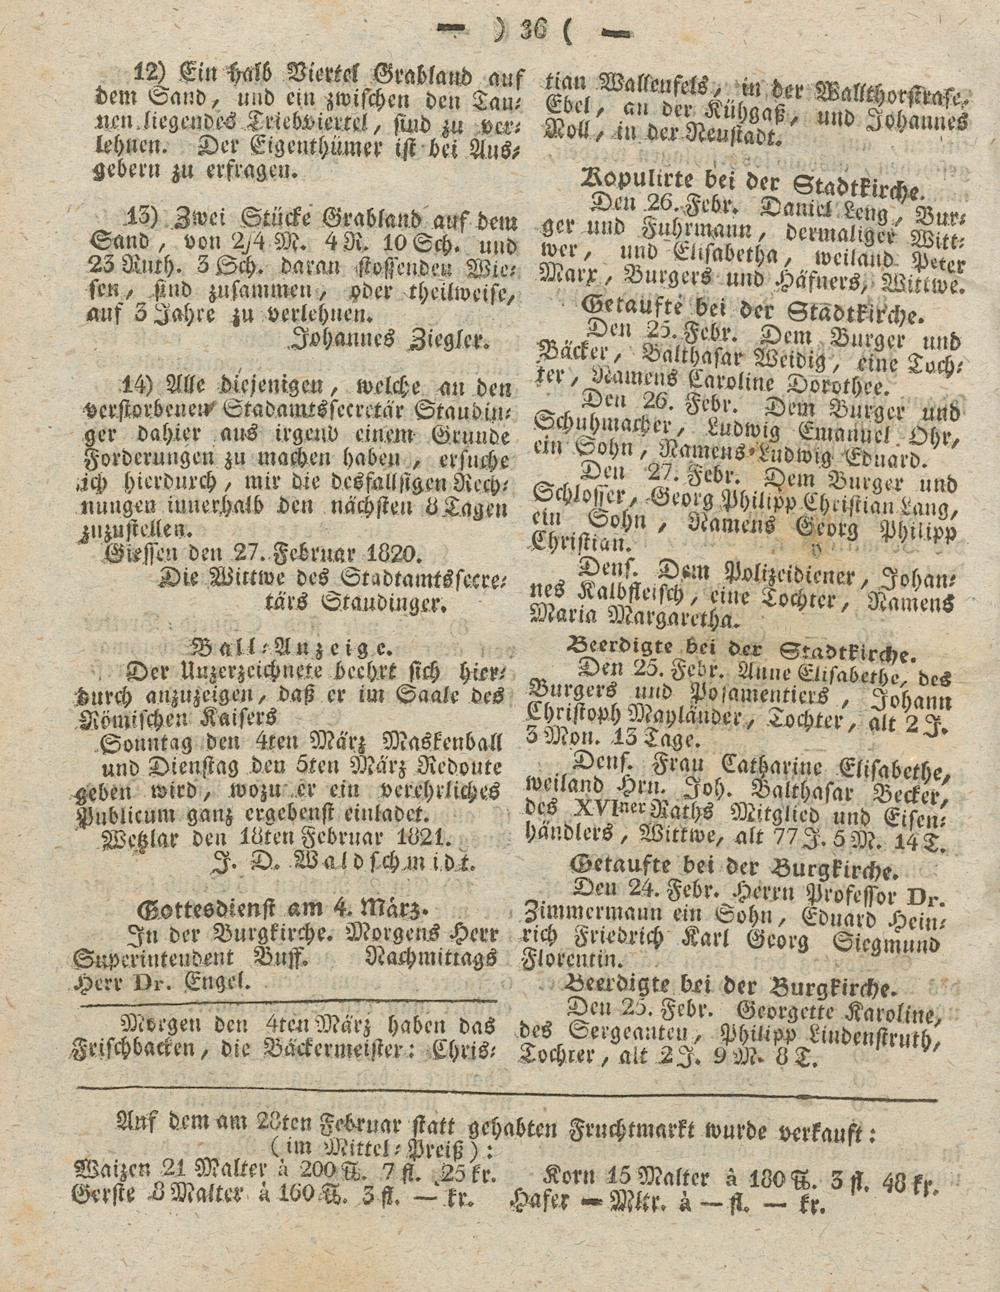 — ) 36 ( —
12) Ein halb Viertel Grabland auf
dem Sand, und ein zwischen den Tan⸗
nen liegendes Triebviertel, sind zu ver⸗
lehnen. Der Eigenthümer ist bei Aus⸗
gebern zu erfragen.
13) Zwei Stücke Grabland auf dem
Sand, von 2/4 M. 4 R. 10 Sch. und
23 Ruth. 3 Sch. daran stossenden Wie⸗
sen, sind zusammen, oder theilweise,
auf 3 Jahre zu verlehnen.
Johannes Ziegler.
14) Alle diejenigen, welche an den
verstorbenen Stadamtssecretär Staudin⸗
ger dahier aus irgend einem Grunde
Forderungen zu machen haben, ersuche
ich hierdurch, mir die desfallsigen Rech⸗
nungen innerhalb den nächsten 8 Tagen
zuzustellen.
Giessen den 27. Februar 1820.
Die Wittwe des Stadtamtssecre⸗
tärs Staudinger.
Ball⸗Anzeige.
Der Unzerzeichnete beehrt sich hier⸗
durch anzuzeigen, daß er im Saale des
Römischen Kaisers
Sonntag den 4ten März Maskenball
und Dienstag den 5ten März Redoute
geben wird, wozu er ein verehrliches
Publicum ganz ergebenst einladet.
Wetzlar den 18ten Februar 1821.
J. D. Waldschmidt.
Gottesdienst am 4. März.
In der Burgkirche. Morgens Herr
Superintendent Buff. Nachmittags
Herr Dr. Engel.
Morgen den 4ten März haben das
Frischbacken, die Bäckermeister: Chris⸗
tian Wallenfels, in der Wallthorstrase,
Ebel, an der Kühgaß, und Johannes
Noll, in der Neustadt.
Kopulirte bei der Stadtkirche.
Den 26. Febr. Daniel Leng, Bur⸗
ger und Fuhrmann, dermaliger Witt⸗
wer, und Elisabetha, weiland Peter
Marx, Burgers und Häfners, Wittwe.
Getaufte bei der Stadtkirche.
Den 25. Febr. Dem Burger und
Bäcker, Balthasar Weidig, eine Toch⸗
ter, Namens Caroline Dorothee.
Den 26. Febr. Dem Burger und
Schuhmacher, Ludwig Emanuel Ohr,
ein Sohn, Namens Ludwig Eduard.
Den 27. Febr. Dem Burger und
Schlosser, Georg Philipp Christian Lang,
ein Sohn, Namens Georg Philipp
Christian.
Dens. Dem Polizeidiener, Johan⸗
nes Kalbfleisch, eine Tochter, Namens
Maria Margaretha.
Beerdigte bei der Stadtkirche.
Den 25. Febr. Anne Elisabethe, des
Burgers und Posamentiers, Johann
Christoph Mayländer, Tochter, alt 2 J.
3 Mon. 13 Tage.
Dens. Frau Catharine Elisabethe,
weiland Hrn. Joh. Balthasar Becker,
des XVIner Raths Mitglied und Eisen⸗
händlers, Wittwe, alt 77 J. 5 M. 14 T.
Getaufte bei der Burgkirche.
Den 24. Febr. Herrn Professor Dr.
Zimmermann ein Sohn, Eduard Hein⸗
rich Friedrich Karl Georg Siegmund
Florentin.
Beerdigte bei der Burgkirche.
Den 25. Febr. Georgette Karoline,
des Sergeanten, Philipp Lindenstruth,
Tochter, alt 2 J. 9 M. 8 T.
Auf dem am 28ten Februar statt gehabten Fruchtmarkt wurde verkauft:
(im Mittel⸗Preiß):
Waizen 21 Malter à 200 ℔. 7 fl. 25 kr. Korn 15 Malter à 180 ℔. 3 fl. 48 kr.
Gerste 8 Malter à 160 ℔. 3 fl. — kr. Hafer — Mltr. à — fl. — kr.